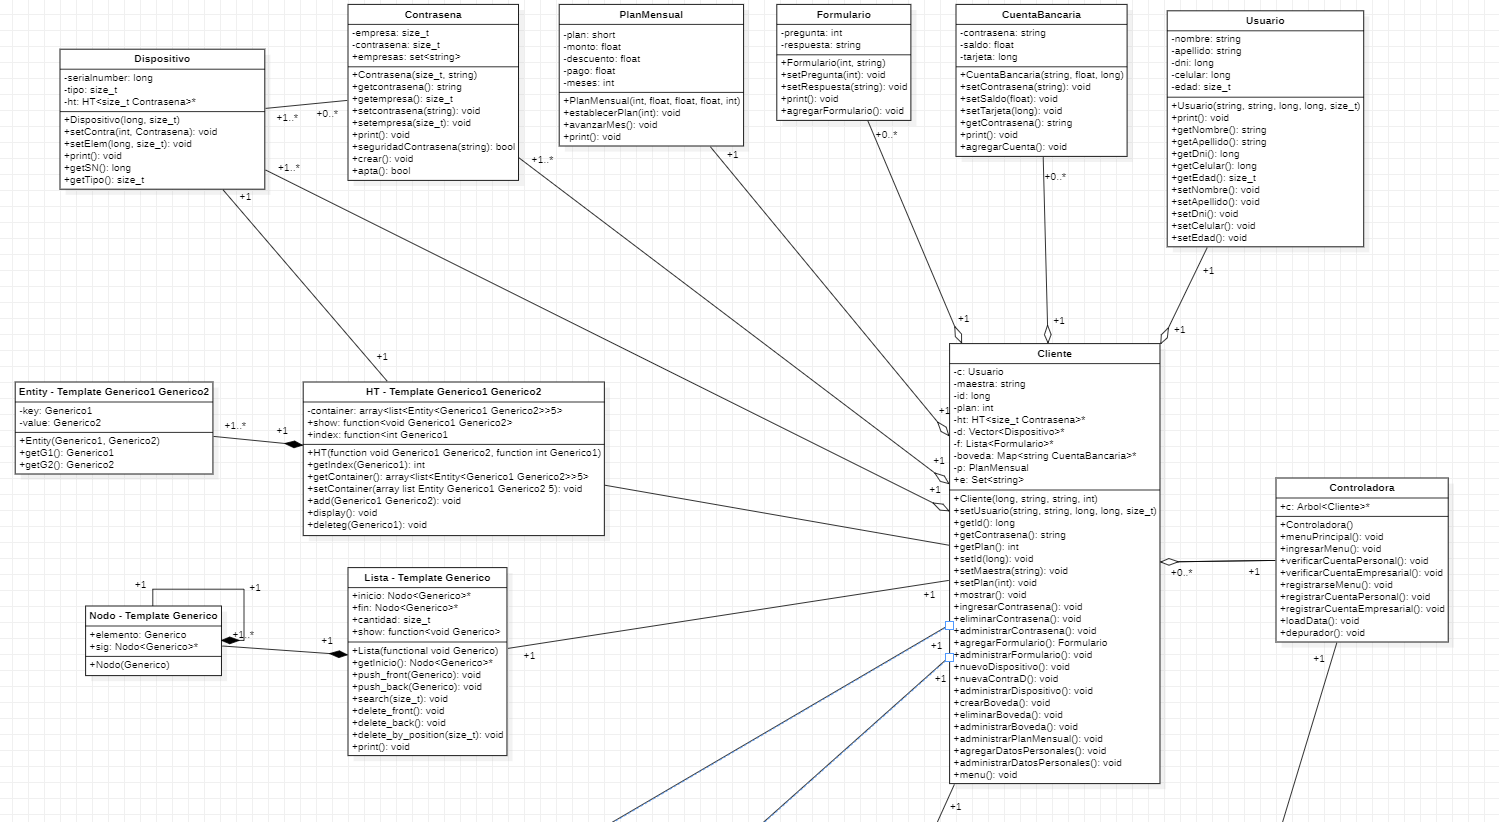 Dispositivo
-serialnumber: long
-tipo: size_t
-ht: HT<size_t Contrasena>*
+Dispositivo(long, size_t)
+setContra(int, Contrasena): void
+setElem(long, size_t): void
+print(): void
+getSN(): long
+getTipo(): size_t
+1..*
+0..*
+1..*
+1
Contrasena
-empresa: size_t
-contrasena: size_t
+empresas: set<string>
+Contrasena(size_t, string)
+getcontrasena(): string
+getempresa(): size_t
+setcontrasena(string): void
+setempresa(size_t): void
+print(): void
+seguridadContrasena(string): bool
+crear(): void
+apta(): bool
+1..*
PlanMensual
-plan: short
-monto: float
-descuento: float
-pago: float
-meses: int
+PlanMensual(int, float, float, float, int)
+establecerPlan(int): void
+avanzarMes(): void
+print(): void
+1
Formulario
-pregunta: int
-respuesta: string
+Formulario(int, string)
+setPregunta(int): void
+setRespuesta(string): void
+print(): void
+agregarFormulario(): void
+0..*
CuentaBancaria
-contrasena: string
-saldo: float
-tarjeta: long
+CuentaBancaria(string, float, long)
+setContrasena(string): void
+setSaldo(float): void
+setTarjeta(long): void
+getContrasena(): string
+print(): void
+agregarCuenta(): void
+0..*
Usuario
-nombre: string
-apellido: string
-dni: long
-celular: long
-edad: size_t
+Usuario(string, string, long, long, size_t)
+print(): void
+getNombre(): string
+getApellido(): string
+getDni(): long
+getCelular(): long
+getEdad(): size_t
+setNombre(): void
+setApellido(): void
+setDni(): void
+setCelular(): void
+setEdad(): void
+1
+1
+1
+1
+1
Entity - Template Generico1 Generico2
-key: Generico1
-value: Generico2
+Entity(Generico1, Generico2)
+getG1(): Generico1
+getG2(): Generico2
+1..*
+1
HT - Template Generico1 Generico2
-container: array<list<Entity<Generico1 Generico2>>5>
+show: function<void Generico1 Generico2>
+index: function<int Generico1
+HT(function void Generico1 Generico2, function int Generico1)
+getIndex(Generico1): int
+getContainer(): array<list<Entity<Generico1 Generico2>>5>
+setContainer(array list Entity Generico1 Generico2 5): void
+add(Generico1 Generico2): void
+display(): void
+deleteg(Generico1): void
+1
+1
+1
Cliente
-c: Usuario
-maestra: string
-id: long
-plan: int
-ht: HT<size_t Contrasena>*
-d: Vector<Dispositivo>*
-f: Lista<Formulario>*
-boveda: Map<string CuentaBancaria>*
-p: PlanMensual
+e: Set<string>
+Cliente(long, string, string, int)
+setUsuario(string, string, long, long, size_t)
+getId(): long
+getContrasena(): string
+getPlan(): int
+setId(long): void
+setMaestra(string): void
+setPlan(int): void
+mostrar(): void
+ingresarContrasena(): void
+eliminarContrasena(): void
+administrarContrasena(): void
+agregarFormulario(): Formulario
+administrarFormulario(): void
+nuevoDispositivo(): void
+nuevaContraD(): void
+administrarDispositivo(): void
+crearBoveda(): void
+eliminarBoveda(): void
+administrarBoveda(): void
+administrarPlanMensual(): void
+agregarDatosPersonales(): void
+administrarDatosPersonales(): void
+menu(): void
+0..*
+1
Controladora
+c: Arbol<Cliente>*
+Controladora()
+menuPrincipal(): void
+ingresarMenu(): void
+verificarCuentaPersonal(): void
+verificarCuentaEmpresarial(): void
+registrarseMenu(): void
+registrarCuentaPersonal(): void
+registrarCuentaEmpresarial(): void
+loadData(): void
+depurador(): void
+1
+1
+1
Nodo - Template Generico
+elemento: Generico
+sig: Nodo<Generico>*
+Nodo(Generico)
+1..*
+1
Lista - Template Generico
+inicio: Nodo<Generico>*
+fin: Nodo<Generico>*
+cantidad: size_t
+show: function<void Generico>
+Lista(functional void Generico)
+getInicio(): Nodo<Generico>*
+push_front(Generico): void
+push_back(Generico): void
+search(size_t): void
+delete_front(): void
+delete_back(): void
+delete_by_position(size_t): void
+print(): void
+1
+1
+1
+1
+1